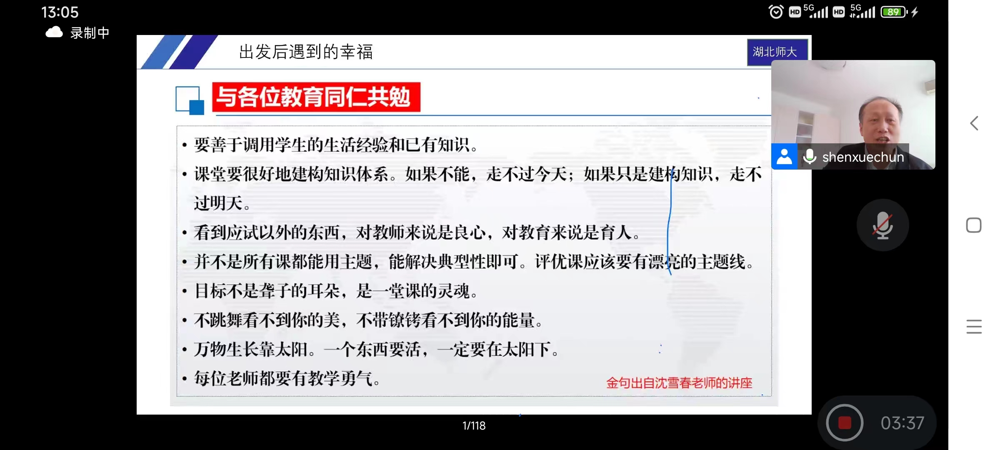 13:05
5G 5G 89
HD HD
录制中
出发后遇到的幸福
湖北师大
与各位教育同仁共勉
• 要善于调用学生的生活经验和已有知识。
shenxuechun
• 课堂要很好地建构知识体系。如果不能，走不过今天；如果只是建构知识，走不
过明天。
• 看到应试以外的东西，对教师来说是良心，对教育来说是育人。
• 并不是所有课都能用主题，能解决典型性即可。评优课应该要有漂亮的主题线。
• 目标不是聋子的耳朵，是一堂课的灵魂。
• 不跳舞看不到你的美，不带镣铐看不到你的能量。
• 万物生长靠太阳。一个东西要活，一定要在太阳下。
• 每位老师都要有教学勇气。
金句出自沈雪春老师的讲座
1/118
03:37